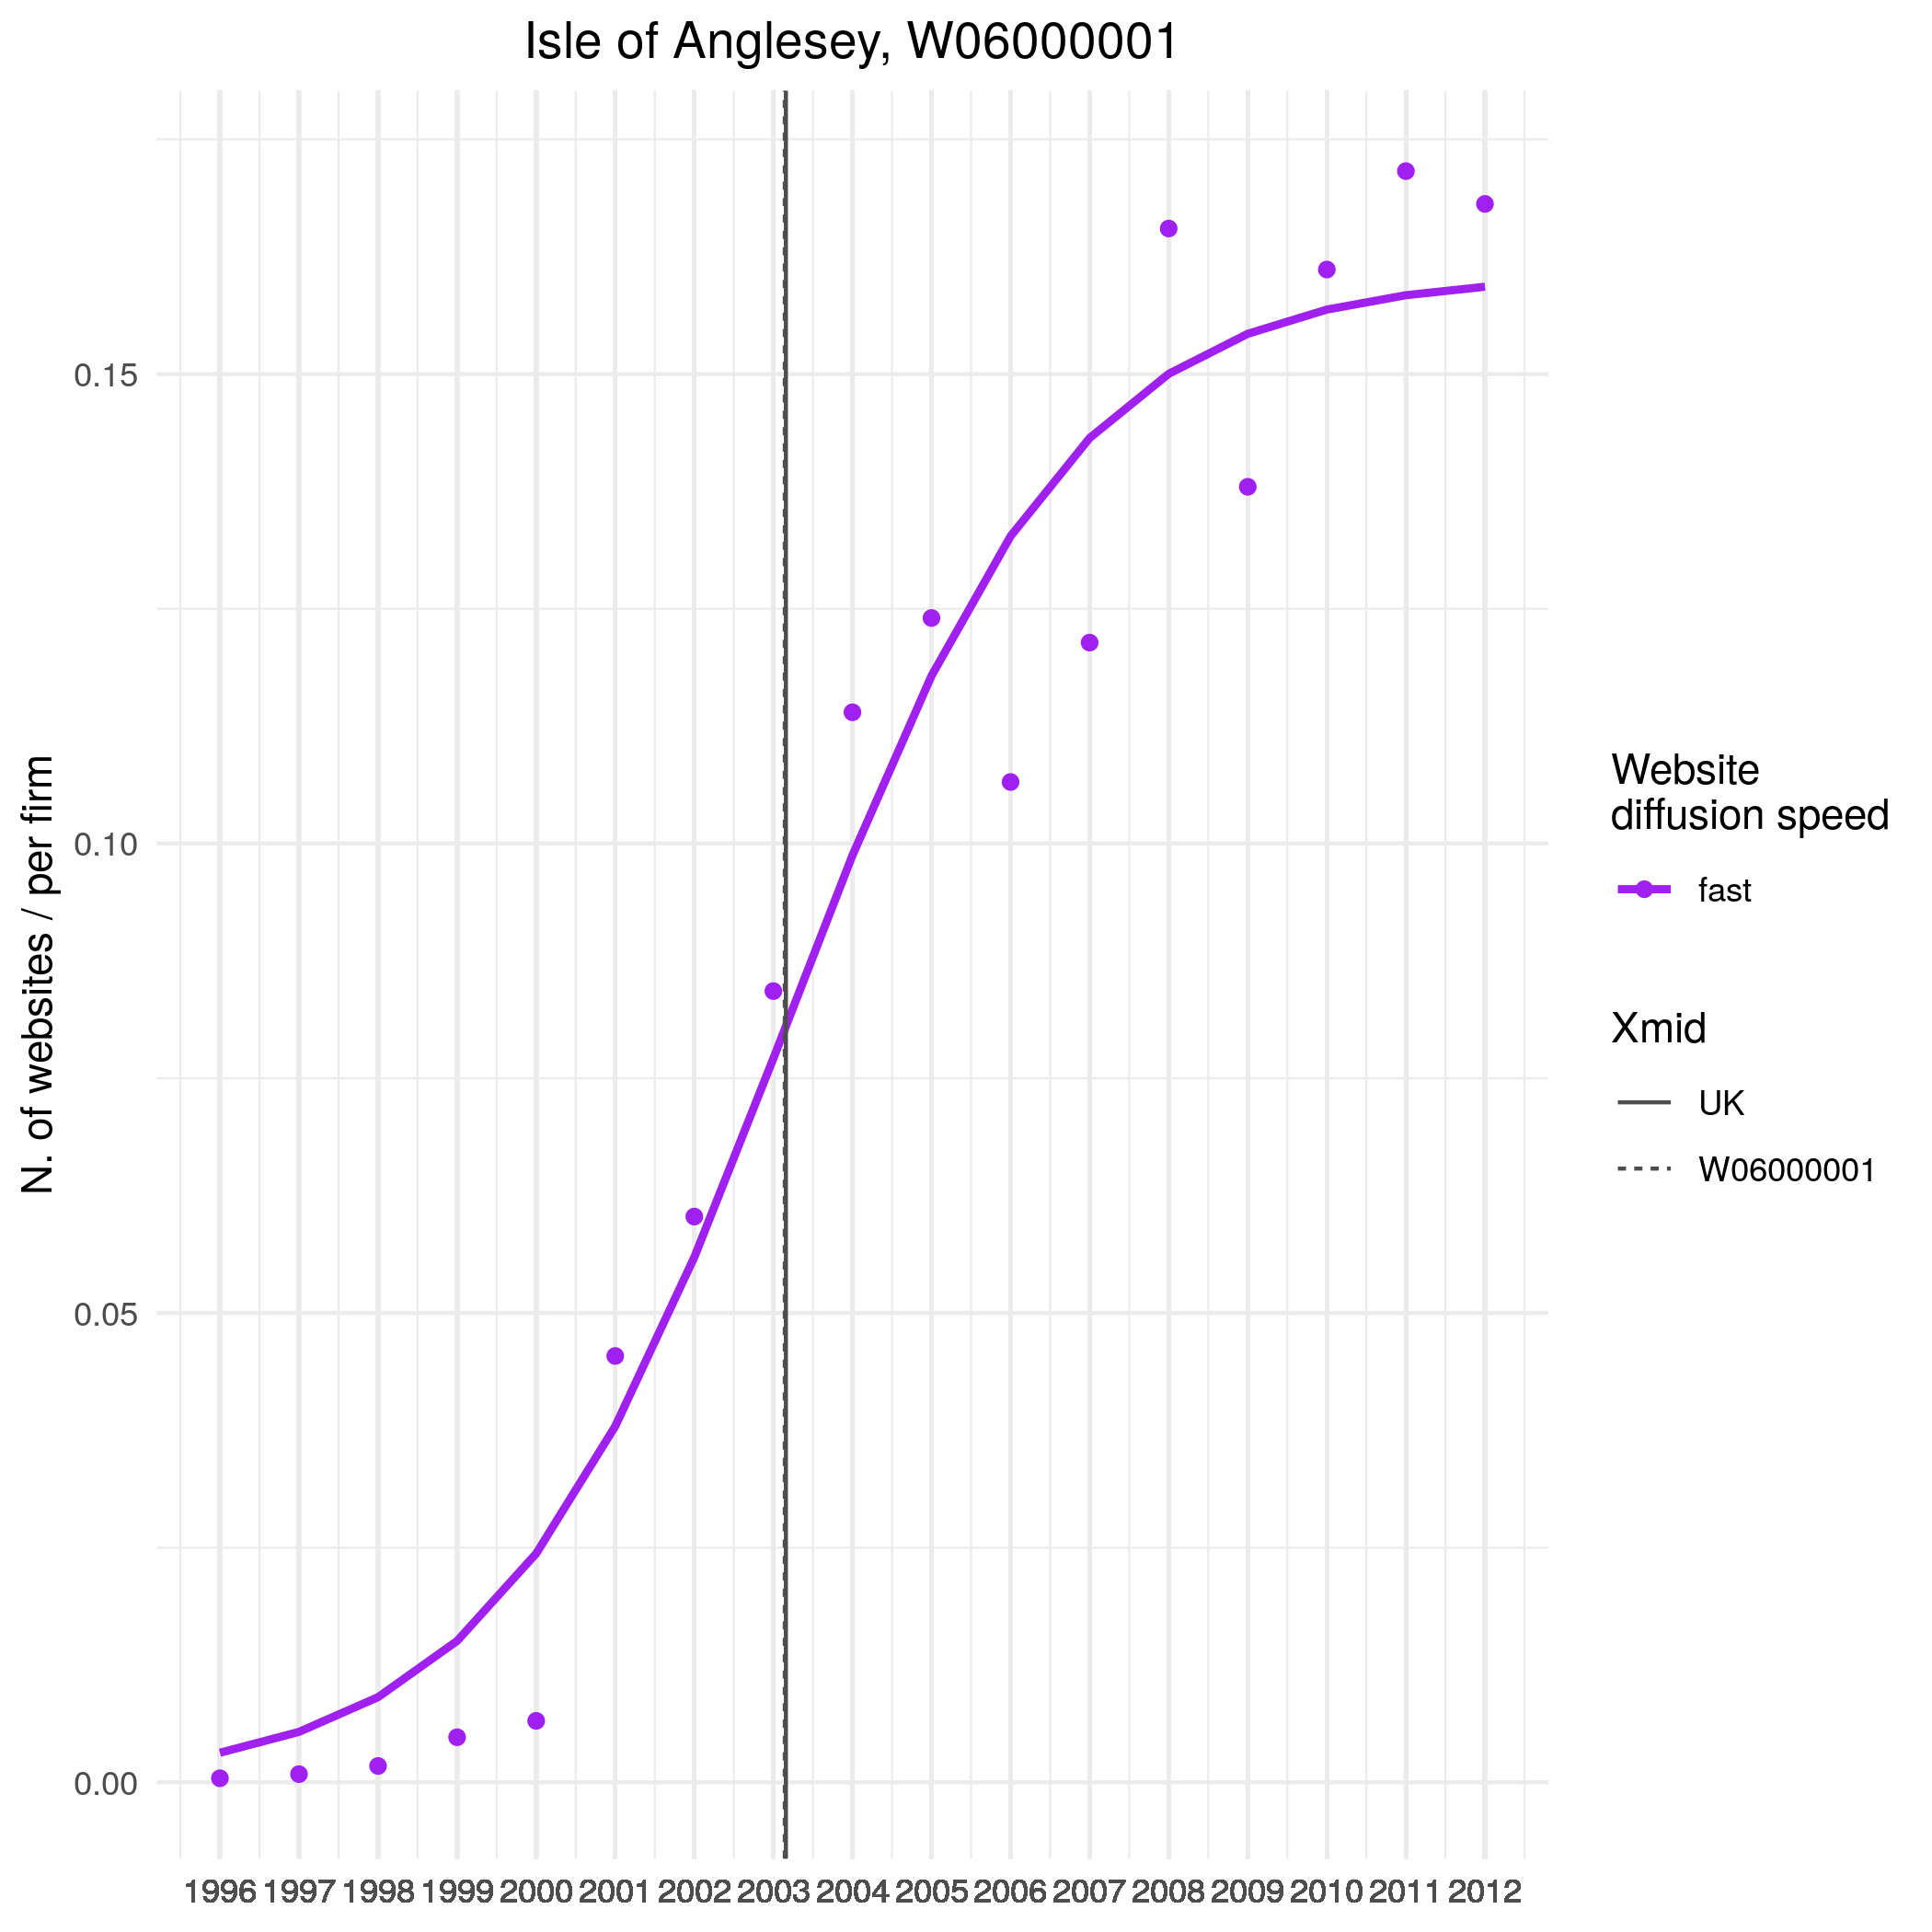 Isle of Anglesey, W06000001
N. of websites / per firm
0.15
0.10
0.05
0.00
1996 1997 1998 1999 2000 2001 2002 2003 2004 2005 2006 2007 2008 2009 2010 2011 2012
Website
diffusion speed
fast
Xmid
UK
W06000001